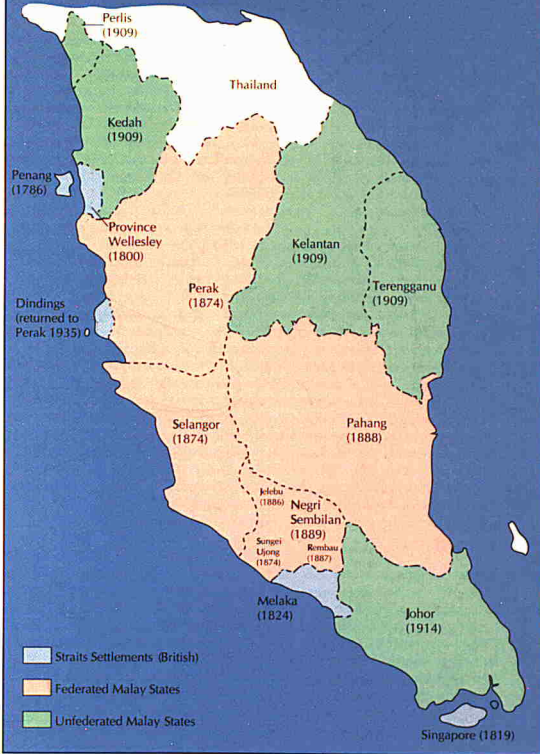 Perlis
(1909)
Thailand
Kedah
(1909)
Penang
(1786)
Province
Wellesley
(1800)
Kelantan
(1909)
Terengganu
(1909)
Perak
(1874)
Dindings
(returned to
Perak 1935)
Selangor
(1874)
Pahang
(1888)
Jelebu
(1886)
Negri
Sembilan
(1889)
Sungei
Ujong
(1874)
Rembau
(1887)
Melaka
(1824)
Johor
(1914)
Straits Settlements (British)
Federated Malay States
Unfederated Malay States
Singapore (1819)